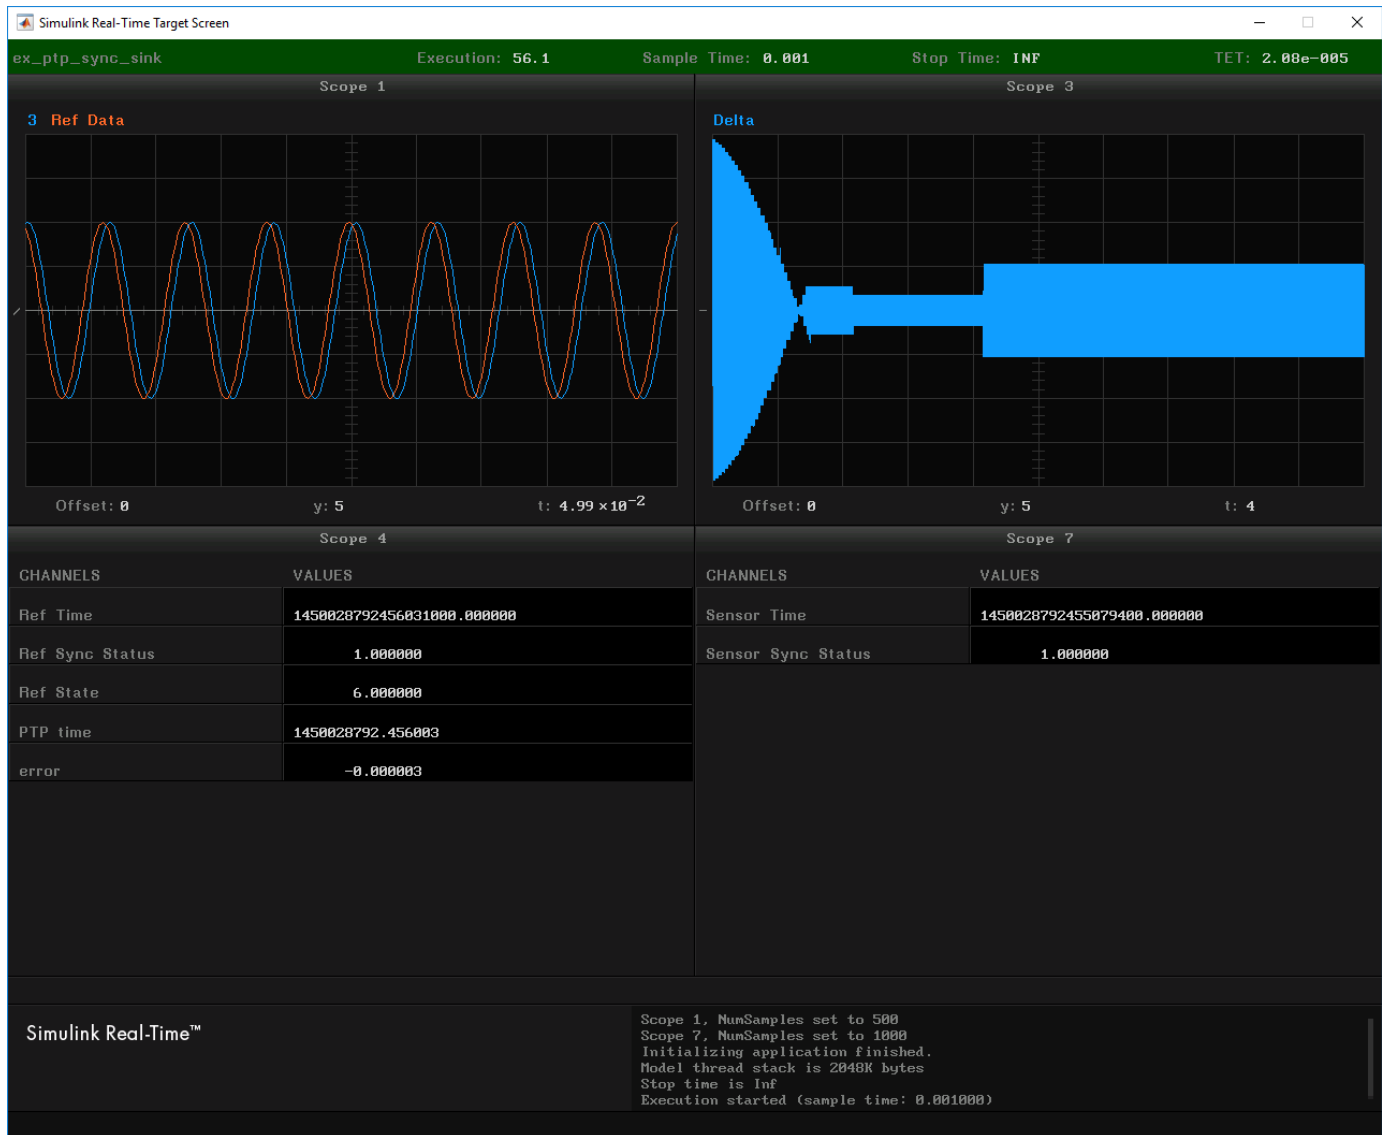 Simulink Real-Time Target Screen
ex_ptp_sync_sink Execution: 56.1 Sample Time: 0.001 Stop Time: INF TET: 2.08e-005
Scope 1
3 Ref Data
Offset: 0 y: 5 t: 4.99×10⁻²
Scope 3
Delta
Offset: 0 y: 5 t: 4
Scope 4
CHANNELS VALUES
Ref Time 1450028792456031000.000000
Ref Sync Status 1.000000
Ref State 6.000000
PTP time 1450028792.456003
error -0.000003
Scope 7
CHANNELS VALUES
Sensor Time 1450028792455079400.000000
Sensor Sync Status 1.000000
Simulink Real-Time™
Scope 1, NumSamples set to 500
Scope 7, NumSamples set to 1000
Initializing application finished.
Model thread stack is 2048K bytes
Stop time is Inf
Execution started (sample time: 0.001000)